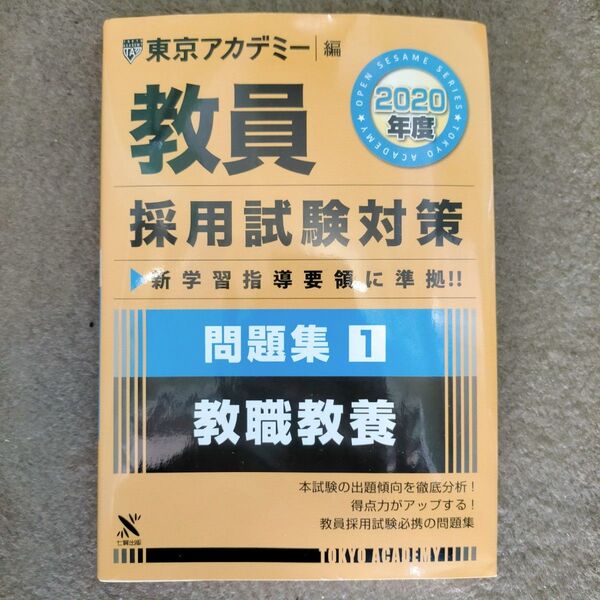 東京アカデミー編
OPEN SESAME SERIES
2020
年度
TOKYO ACADEMY
教員
採用試験対策
▶新学習指導要領に準拠!!
問題集 1
教職教養
本試験の出題傾向を徹底分析!
得点力がアップする!
教員採用試験必携の問題集
七賢出版
TOKYO ACADEMY